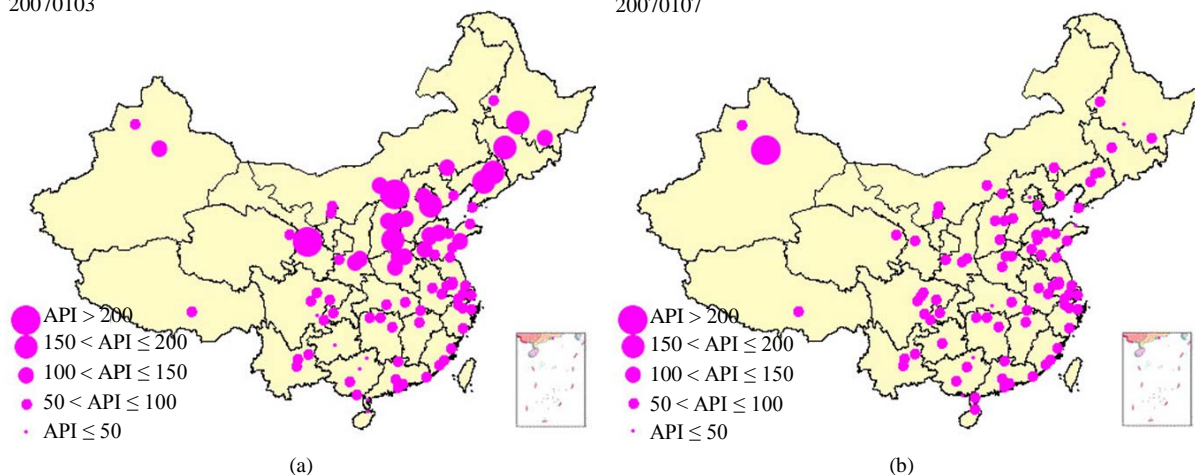 20070103
20070107
API > 200
150 < API ≤ 200
100 < API ≤ 150
50 < API ≤ 100
API ≤ 50
API > 200
150 < API ≤ 200
100 < API ≤ 150
50 < API ≤ 100
API ≤ 50
(a)
(b)